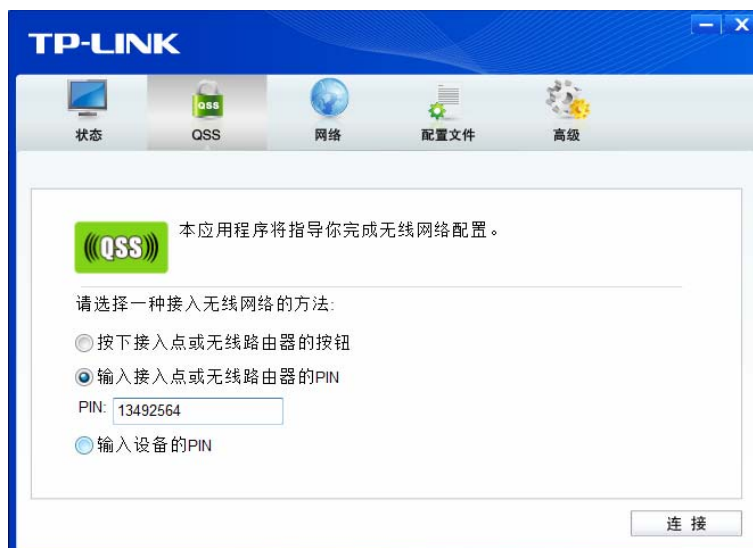 TP-LINK
状态 QSS 网络 配置文件 高级
QSS
本应用程序将指导你完成无线网络配置。
请选择一种接入无线网络的方法:
按下接入点或无线路由器的按钮
输入接入点或无线路由器的PIN
PIN: 13492564
输入设备的PIN
连 接